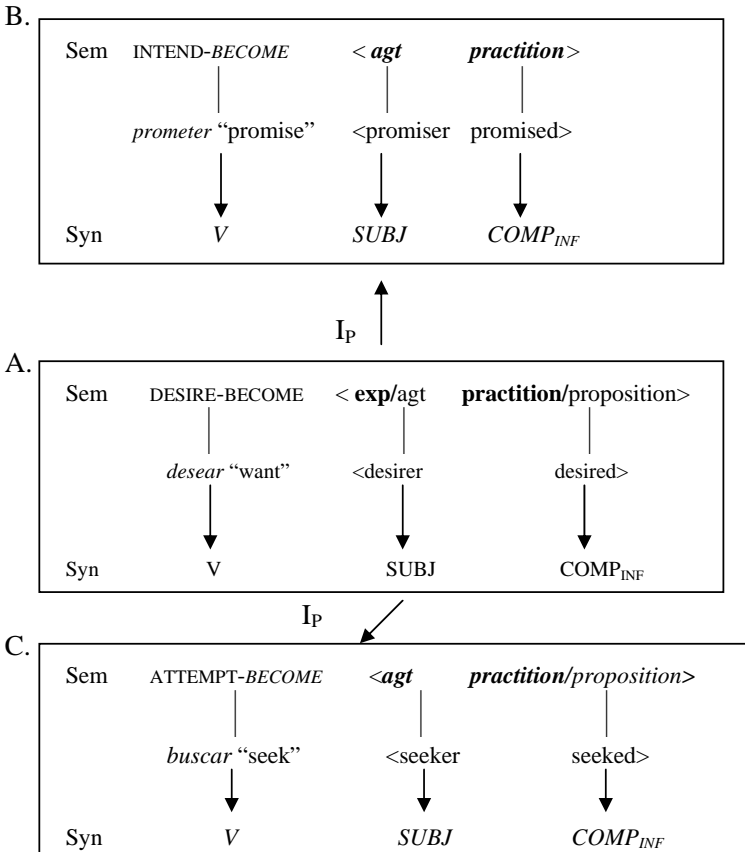 B.
Sem INTEND-BECOME < agt practition>
prometer “promise” <promiser promised>
Syn V SUBJ COMPINF
IP
A.
Sem DESIRE-BECOME < exp/agt practition/proposition>
desear “want” <desirer desired>
Syn V SUBJ COMPINF
IP
C.
Sem ATTEMPT-BECOME <agt practition/proposition>
buscar “seek” <seeker seeked>
Syn V SUBJ COMPINF